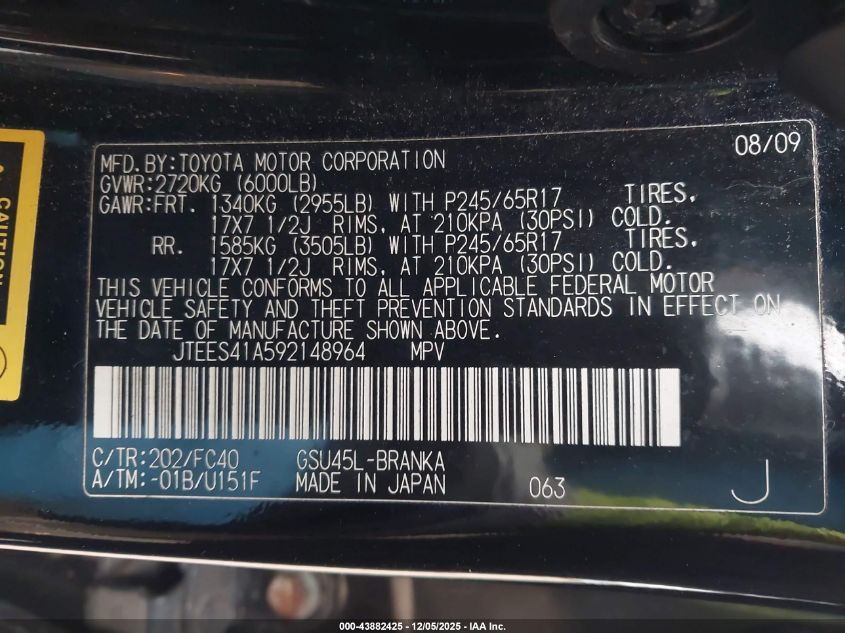 08/09
MFD.BY:TOYOTA MOTOR CORPORATION
GVWR:2720KG (6000LB)
GAWR:FRT. 1340KG (2955LB) WITH P245/65R17 TIRES,
17X7 1/2J RIMS, AT 210KPA (30PSI) COLD.
RR. 1585KG (3505LB) WITH P245/65R17 TIRES,
17X7 1/2J RIMS, AT 210KPA (30PSI) COLD.
THIS VEHICLE CONFORMS TO ALL APPLICABLE FEDERAL MOTOR
VEHICLE SAFETY AND THEFT PREVENTION STANDARDS IN EFFECT ON
THE DATE OF MANUFACTURE SHOWN ABOVE.
JTEES41A592148964 MPV
C/TR:202/FC40 GSU45L-BRANKA
A/TM:-01B/U151F MADE IN JAPAN 063 J
CAUTION
000-43882425 - 12/05/2025 - IAA Inc.